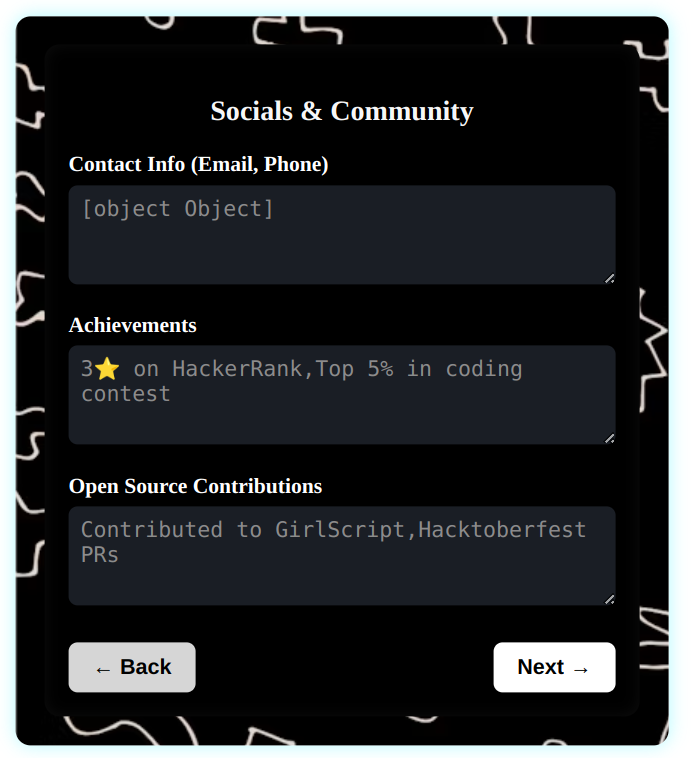 Socials & Community
Contact Info (Email, Phone)
[object Object]
Achievements
3⭐ on HackerRank,Top 5% in coding
contest
Open Source Contributions
Contributed to GirlScript,Hacktoberfest
PRs
← Back
Next →